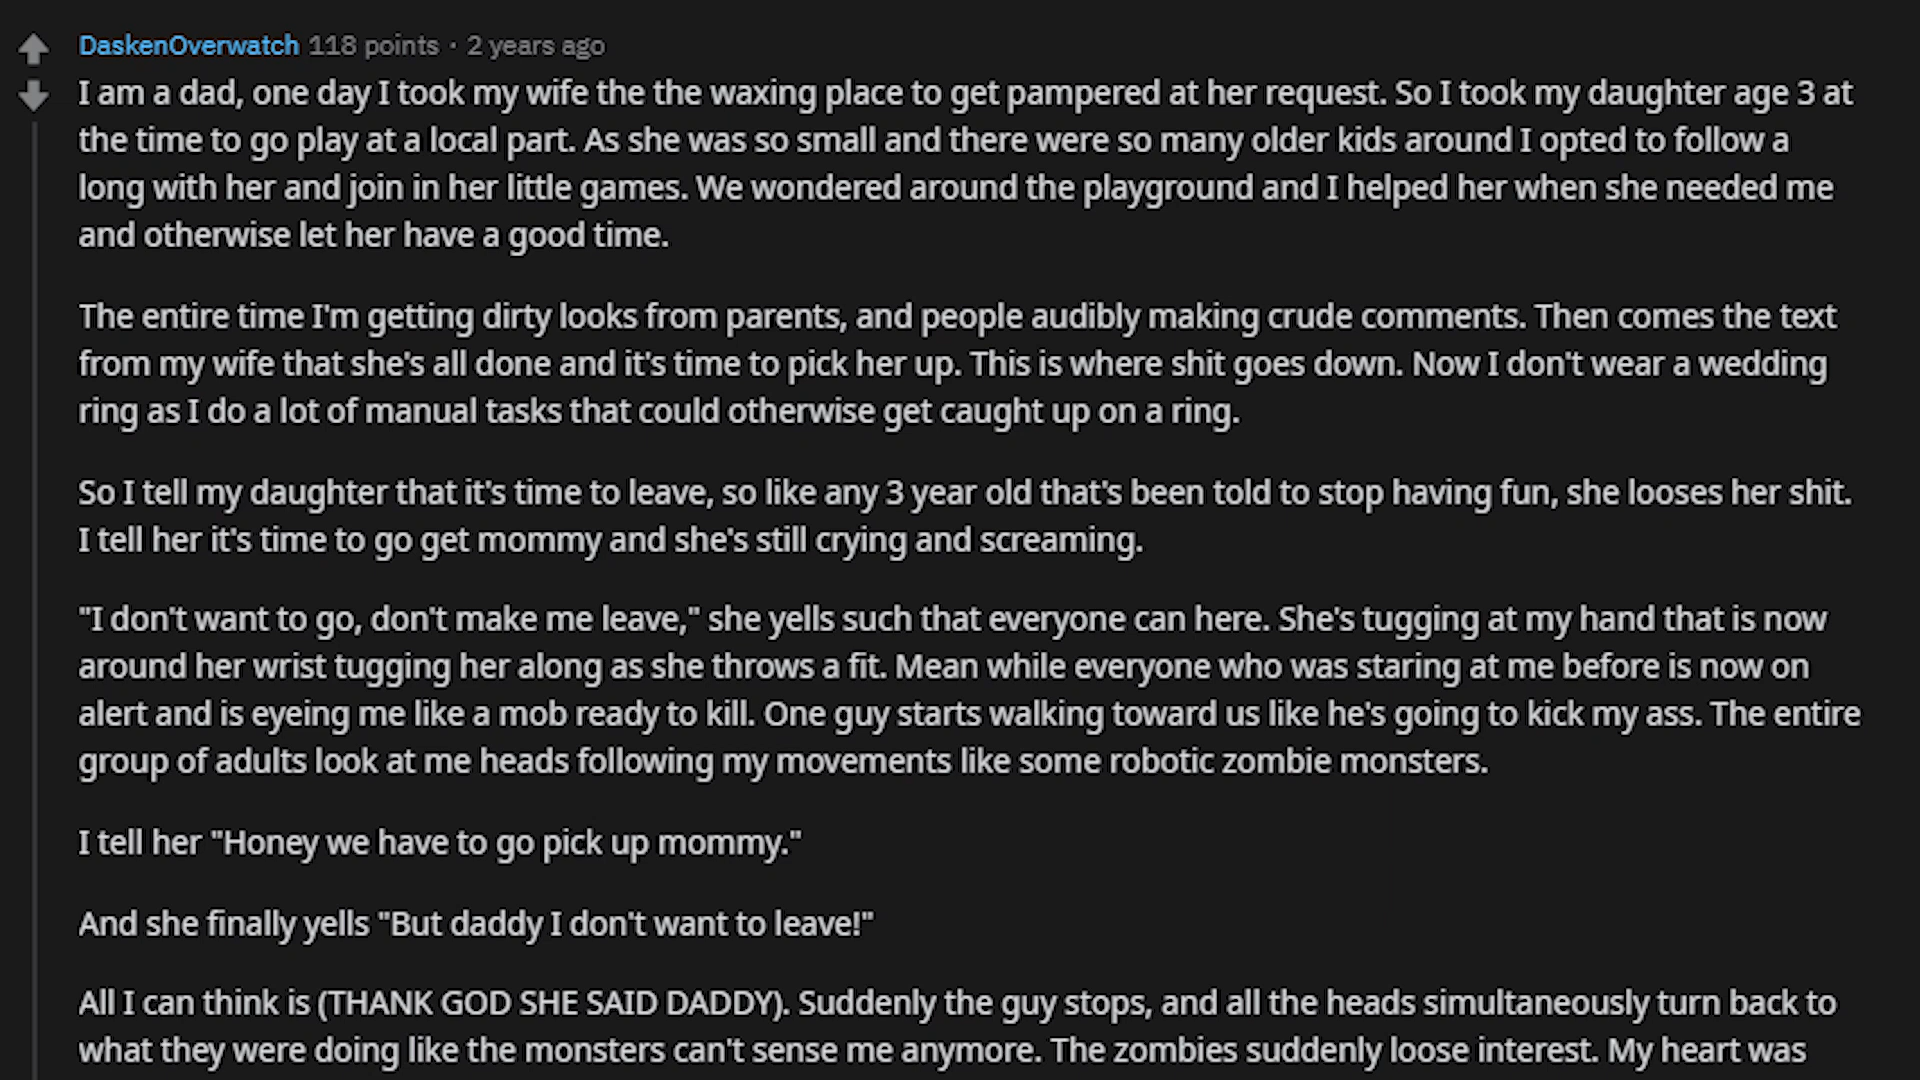 DaskenOverwatch 118 points · 2 years ago
I am a dad, one day I took my wife the the waxing place to get pampered at her request. So I took my daughter age 3 at
the time to go play at a local part. As she was so small and there were so many older kids around I opted to follow a
long with her and join in her little games. We wondered around the playground and I helped her when she needed me
and otherwise let her have a good time.
The entire time I'm getting dirty looks from parents, and people audibly making crude comments. Then comes the text
from my wife that she's all done and it's time to pick her up. This is where shit goes down. Now I don't wear a wedding
ring as I do a lot of manual tasks that could otherwise get caught up on a ring.
So I tell my daughter that it's time to leave, so like any 3 year old that's been told to stop having fun, she looses her shit.
I tell her it's time to go get mommy and she's still crying and screaming.
"I don't want to go, don't make me leave," she yells such that everyone can here. She's tugging at my hand that is now
around her wrist tugging her along as she throws a fit. Mean while everyone who was staring at me before is now on
alert and is eyeing me like a mob ready to kill. One guy starts walking toward us like he's going to kick my ass. The entire
group of adults look at me heads following my movements like some robotic zombie monsters.
I tell her "Honey we have to go pick up mommy."
And she finally yells "But daddy I don't want to leave!"
All I can think is (THANK GOD SHE SAID DADDY). Suddenly the guy stops, and all the heads simultaneously turn back to
what they were doing like the monsters can't sense me anymore. The zombies suddenly loose interest. My heart was